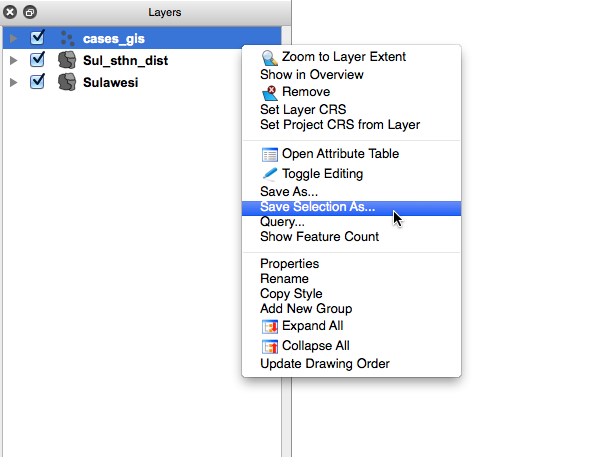 Layers
cases_gis
Sul_sthn_dist
Sulawesi
Zoom to Layer Extent
Show in Overview
Remove
Set Layer CRS
Set Project CRS from Layer
Open Attribute Table
Toggle Editing
Save As...
Save Selection As...
Query...
Show Feature Count
Properties
Rename
Copy Style
Add New Group
Expand All
Collapse All
Update Drawing Order